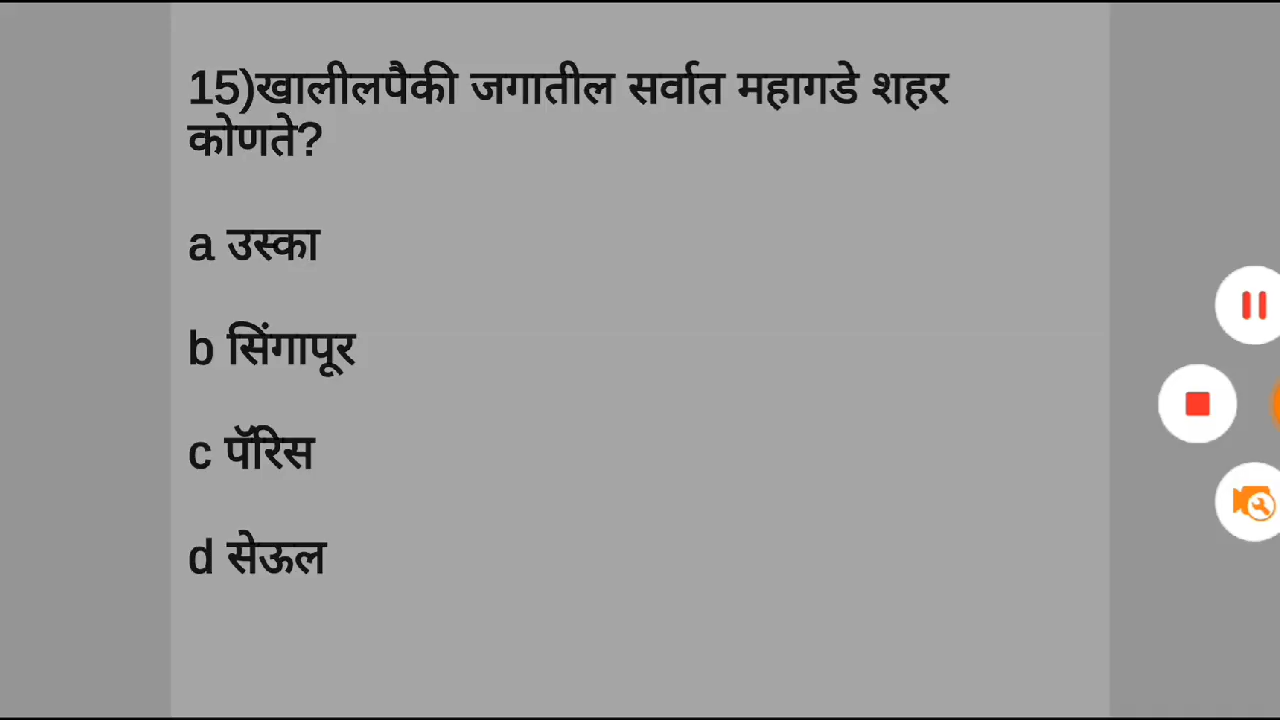 15)खालीलपैकी जगातील सर्वात महागडे शहर
कोणते?
a उस्का
b सिंगापूर
c पॅरिस
d सेऊल